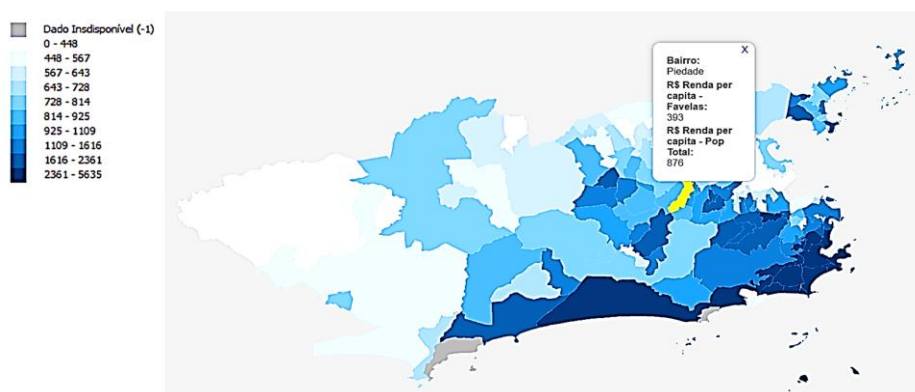 Dado Insdisponível (-1)
0 - 448
448 - 567
567 - 643
643 - 728
728 - 814
814 - 925
925 - 1109
1109 - 1616
1616 - 2361
2361 - 5635
X
Bairro:
Piedade
R$ Renda per
capita -
Favelas:
393
R$ Renda per
capita - Pop
Total:
876